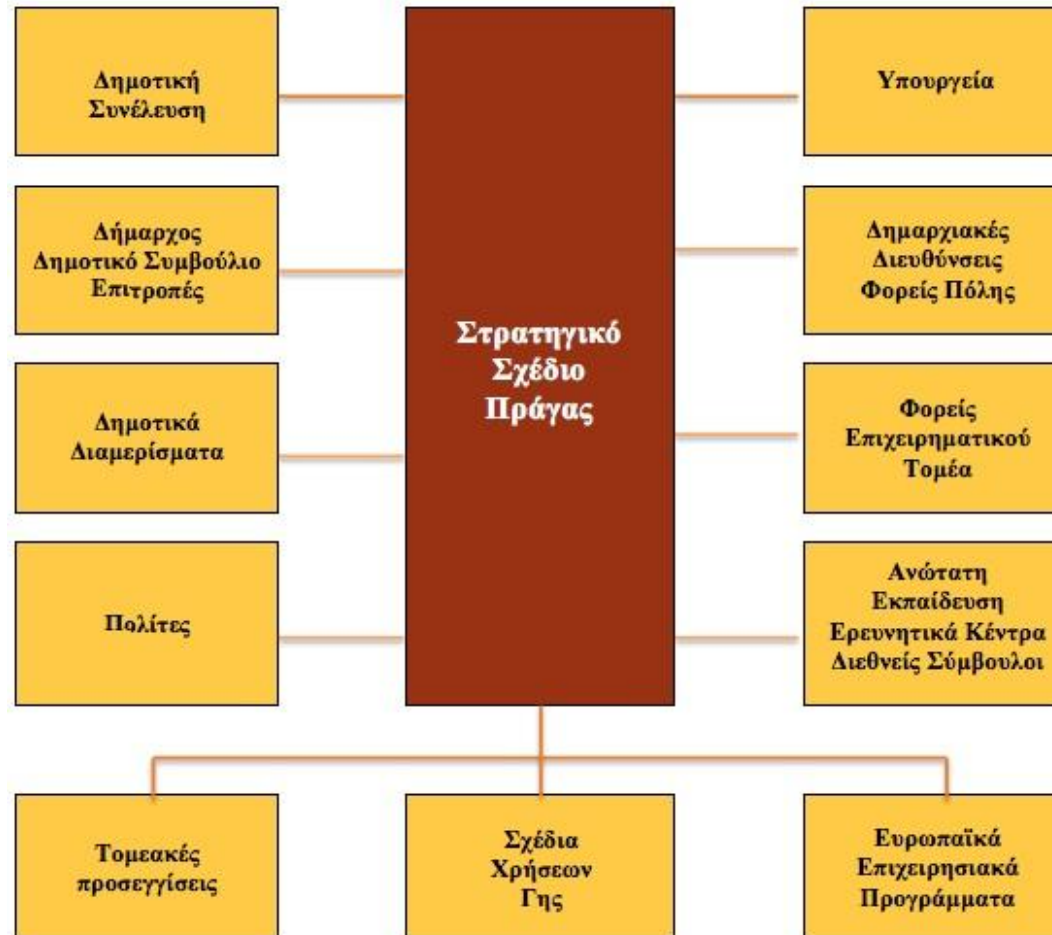 Δημοτική
Συνέλευση
Δήμαρχος
Δημοτικό Συμβούλιο
Επιτροπές
Δημοτικά
Διαμερίσματα
Πολίτες
Στρατηγικό
Σχέδιο
Πράγας
Υπουργεία
Δημαρχιακές
Διευθύνσεις
Φορείς Πόλης
Φορείς
Επιχειρηματικού
Τομέα
Ανώτατη
Εκπαίδευση
Ερευνητικά Κέντρα
Διεθνείς Σύμβουλοι
Τομεακές
προσεγγίσεις
Σχέδια
Χρήσεων
Γης
Ευρωπαϊκά
Επιχειρησιακά
Προγράμματα